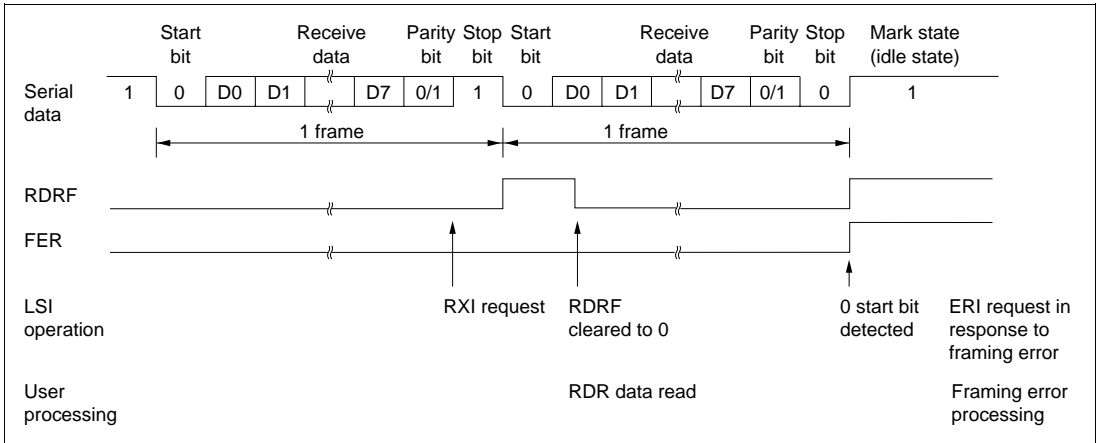 Start bit
Receive data
Parity bit
Stop bit
Start bit
Receive data
Parity bit
Stop bit
Mark state (idle state)
Serial data
1 0 D0 D1 D7 0/1 1 0 D0 D1 D7 0/1 0 1
1 frame 1 frame
RDRF
FER
LSI operation
RXI request
RDRF cleared to 0
0 start bit detected
ERI request in response to framing error
User processing
RDR data read
Framing error processing